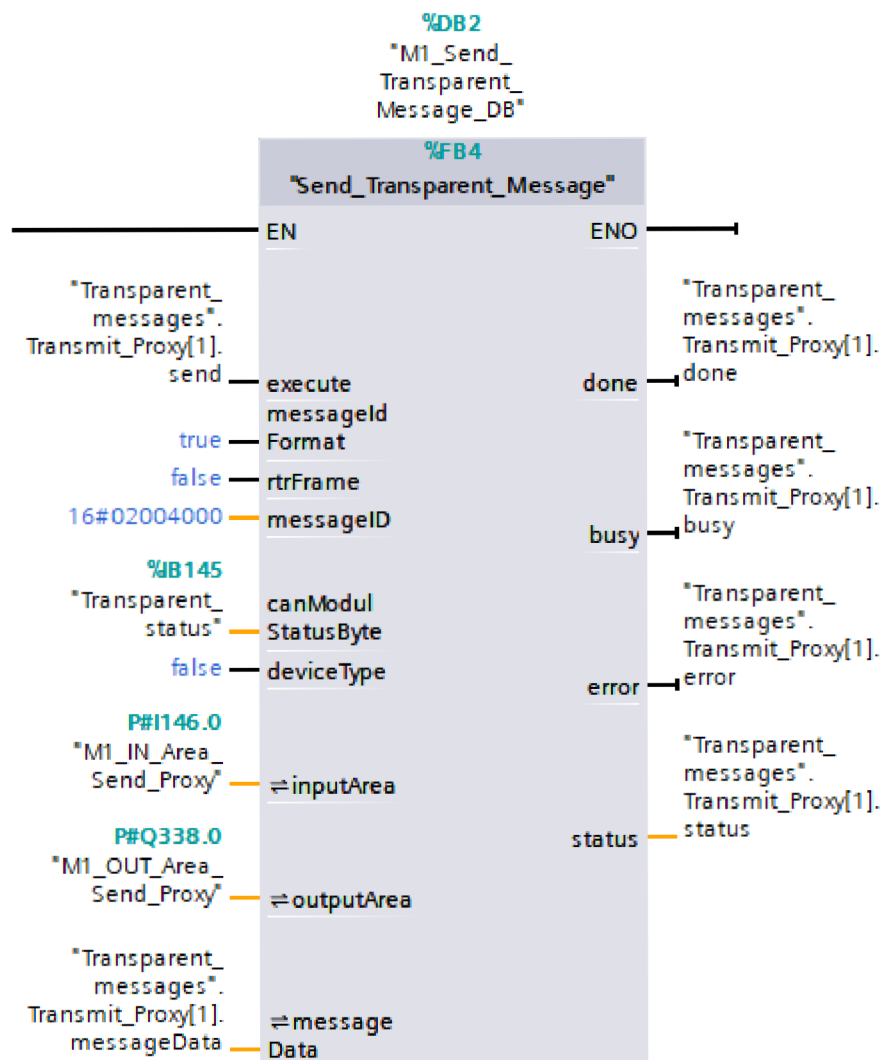 %DB2
"M1_Send_
Transparent_
Message_DB"
%FB4
"Send_Transparent_Message"
EN
ENO
"Transparent_
messages".
Transmit_Proxy[1].
send
execute
"Transparent_
messages".
Transmit_Proxy[1].
done
done
messageId
Format
true
false
rtrFrame
16#02004000
messageID
"Transparent_
messages".
Transmit_Proxy[1].
busy
busy
%IB145
"Transparent_
status"
canModul
StatusByte
false
deviceType
"Transparent_
messages".
Transmit_Proxy[1].
error
error
P#I146.0
"M1_IN_Area_
Send_Proxy"
⇌inputArea
"Transparent_
messages".
Transmit_Proxy[1].
status
status
P#Q338.0
"M1_OUT_Area_
Send_Proxy"
⇌outputArea
"Transparent_
messages".
Transmit_Proxy[1].
messageData
⇌message
Data